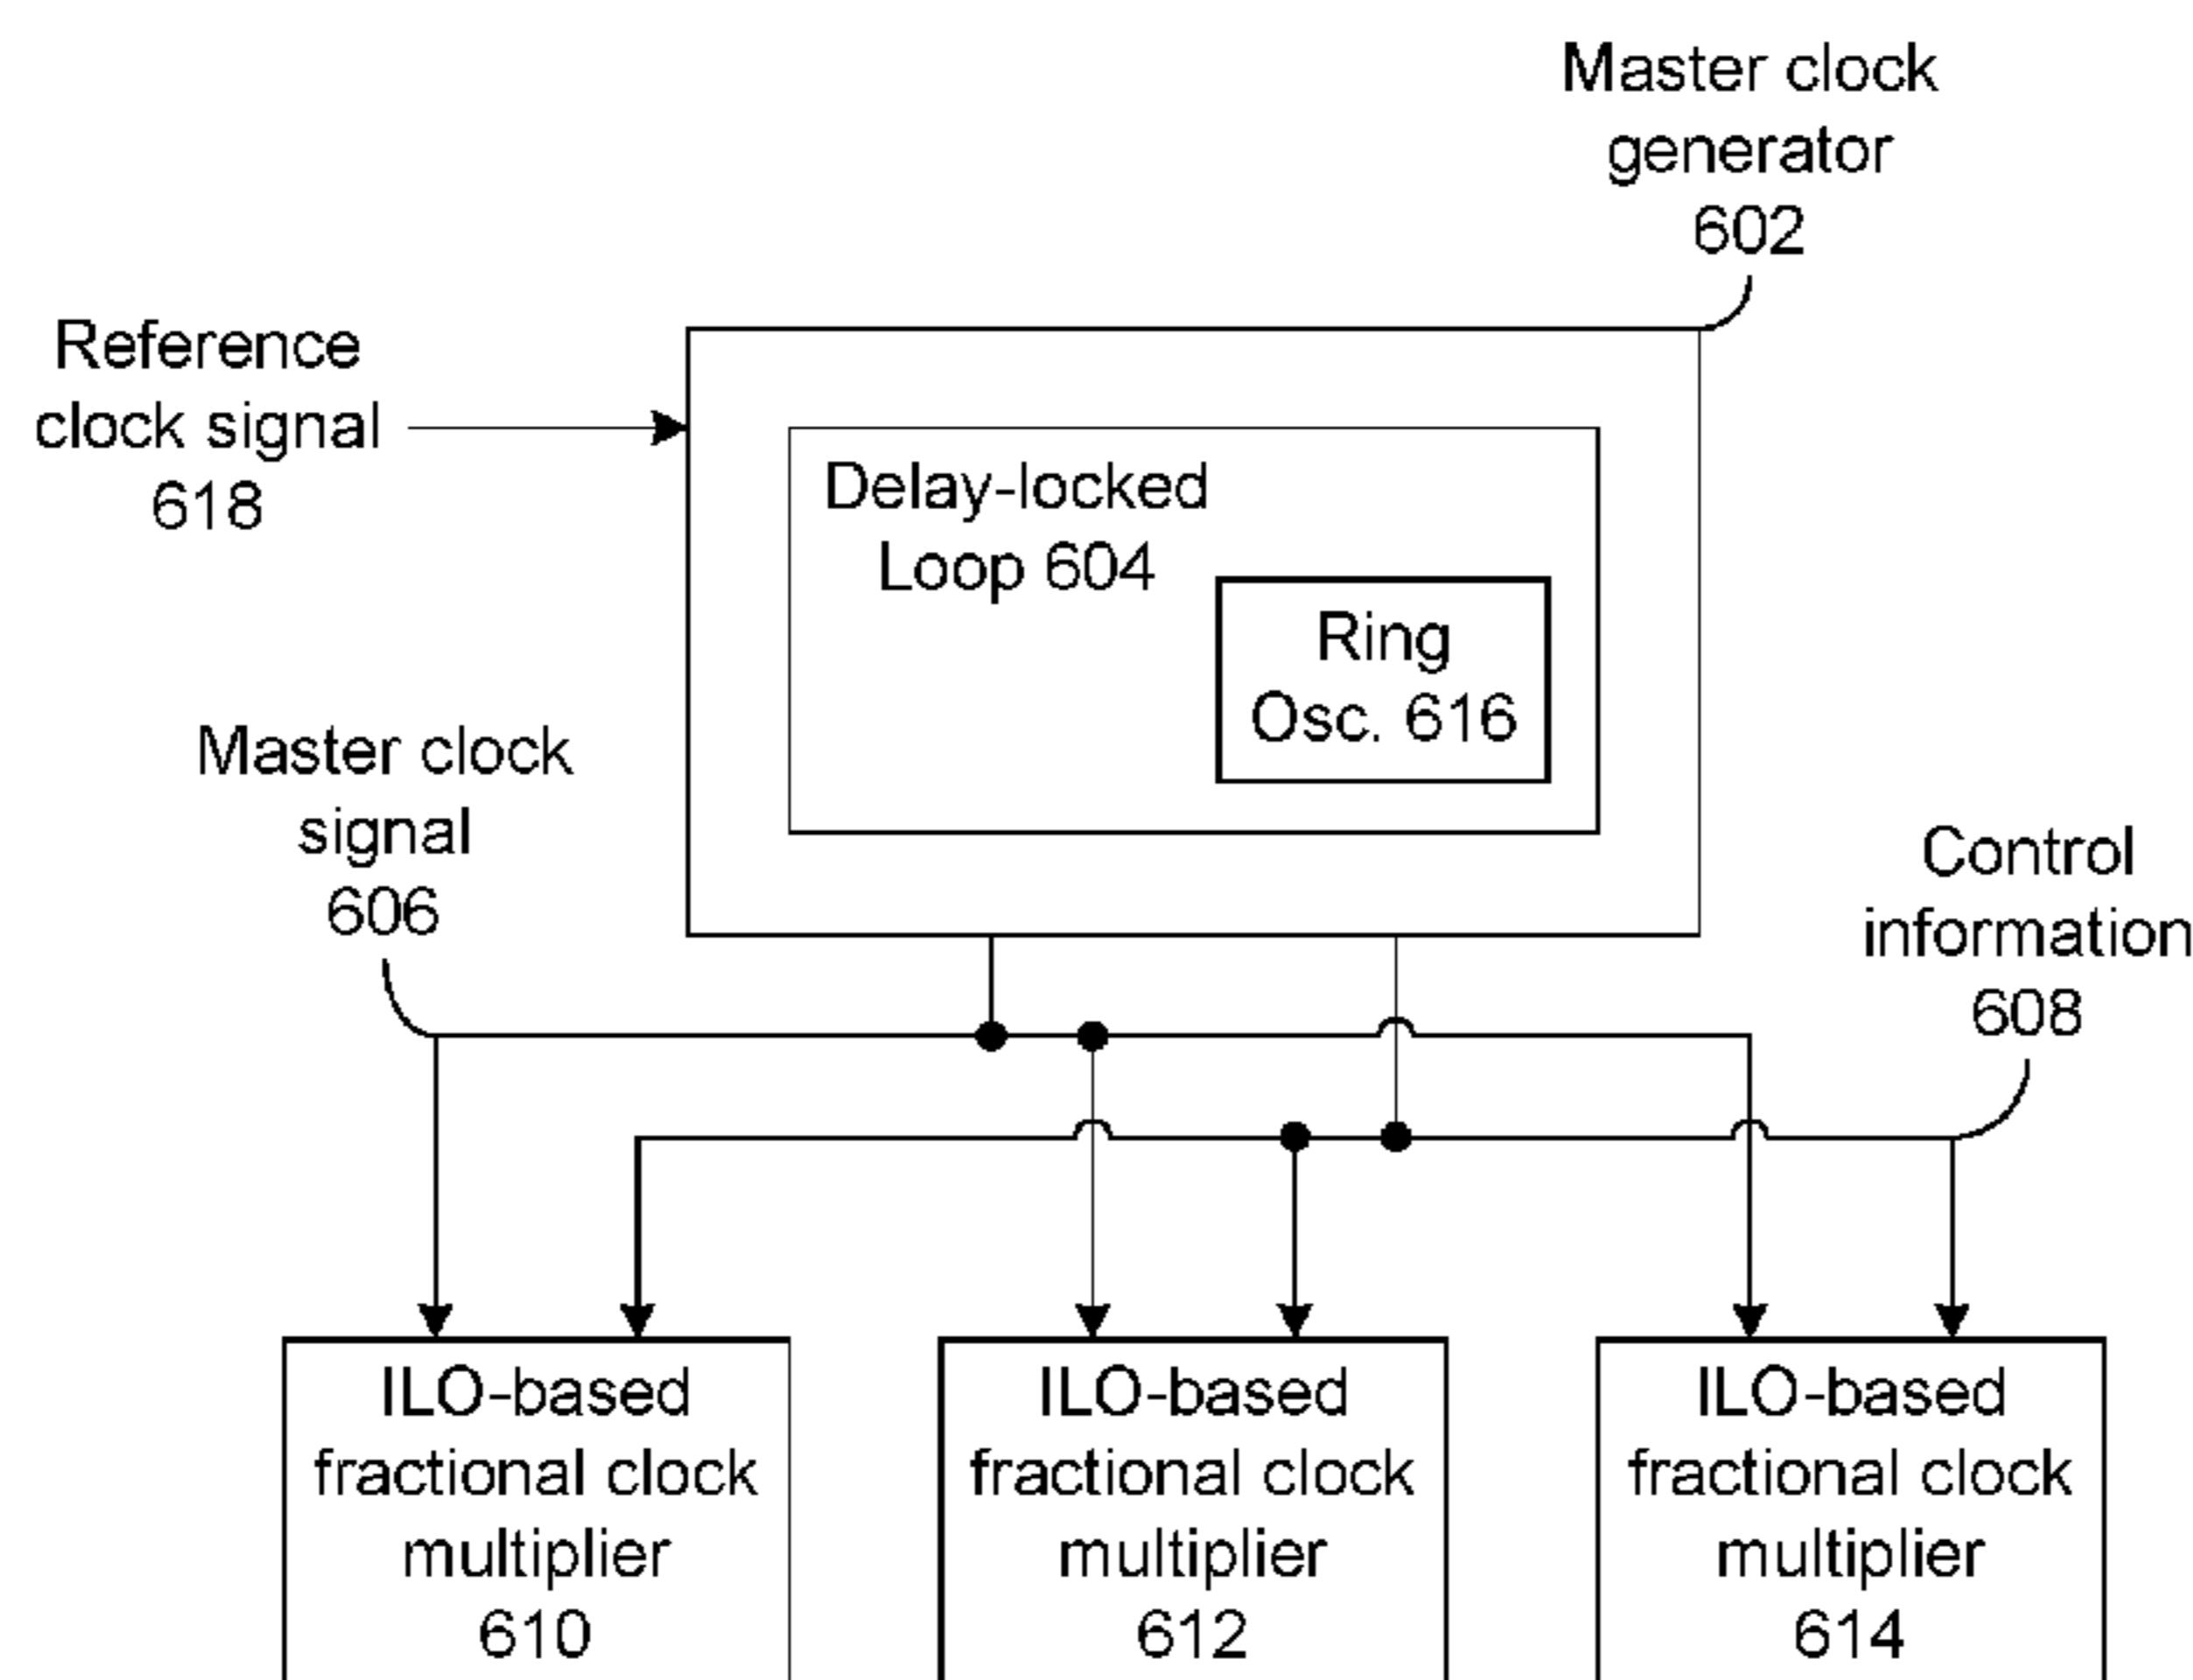 Master clock
generator
602
Reference
clock signal
618
Delay-locked
Loop 604
Ring
Osc. 616
Master clock
signal
606
Control
information
608
ILO-based
fractional clock
multiplier
610
ILO-based
fractional clock
multiplier
612
ILO-based
fractional clock
multiplier
614